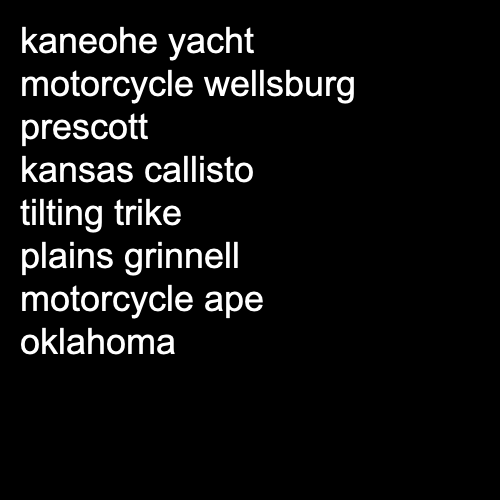 kaneohe yacht
motorcycle wellsburg
prescott
kansas callisto
tilting trike
plains grinnell
motorcycle ape
oklahoma